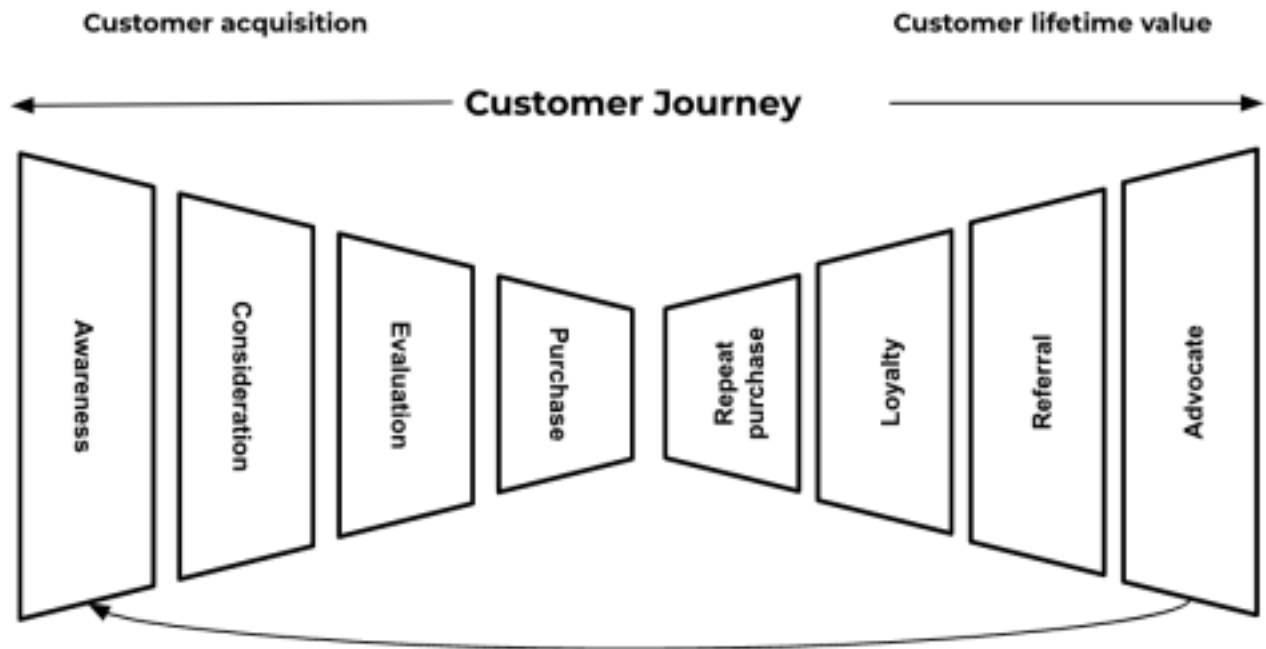 Customer acquisition
Customer lifetime value
Customer Journey
Awareness
Consideration
Evaluation
Purchase
Repeat
purchase
Loyalty
Referral
Advocate